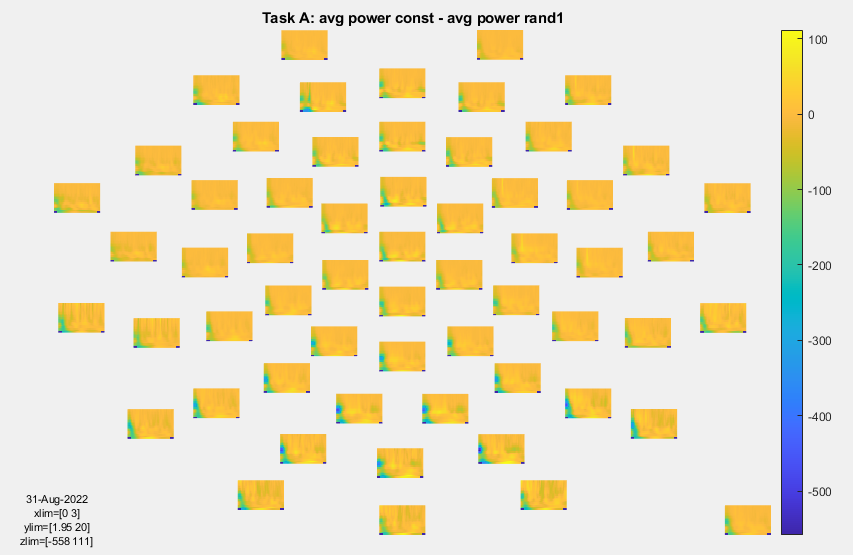 Task A: avg power const - avg power rand1
100
0
-100
-200
-300
-400
-500
31-Aug-2022
xlim=[0 3]
ylim=[1.95 20]
zlim=[-558 111]